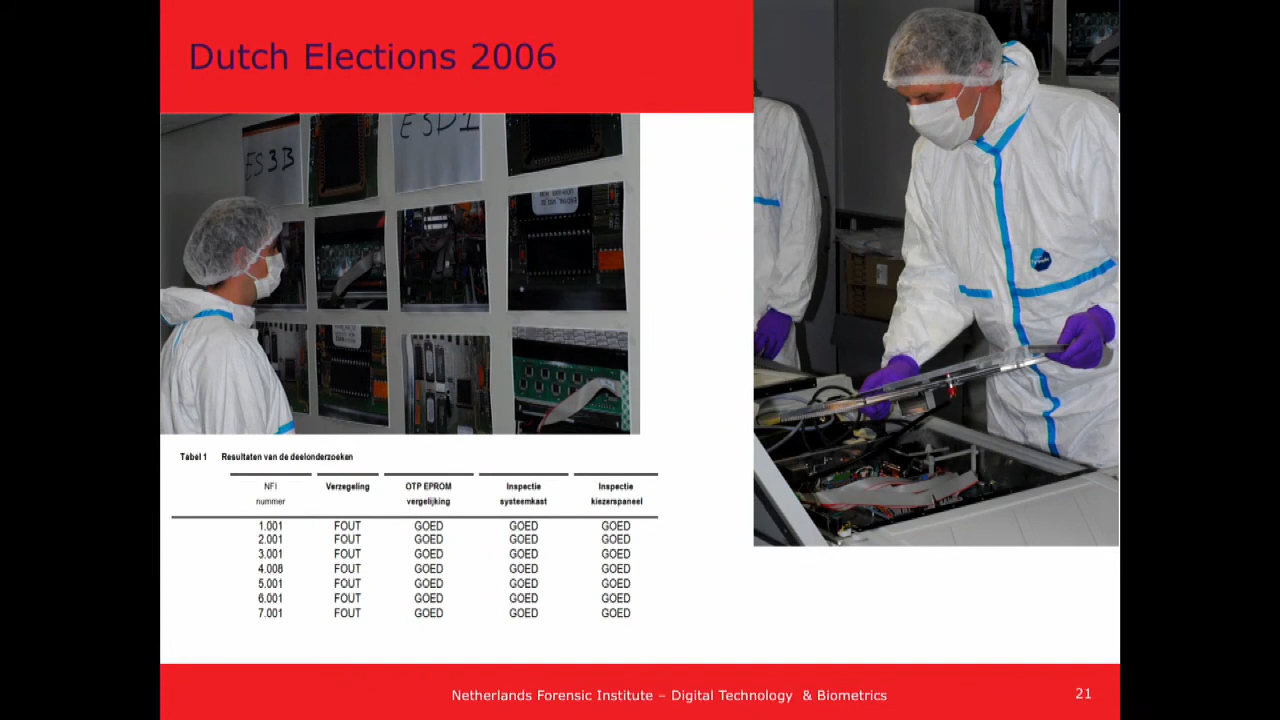 Dutch Elections 2006
ES3B
ESD1
Tabel 1 Resultaten van de deelonderzoeken
NFI nummer Verzegeling OTP EPROM vergelijking Inspectie systeemkast Inspectie kiezerspaneel
1.001 FOUT GOED GOED GOED
2.001 FOUT GOED GOED GOED
3.001 FOUT GOED GOED GOED
4.008 FOUT GOED GOED GOED
5.001 FOUT GOED GOED GOED
6.001 FOUT GOED GOED GOED
7.001 FOUT GOED GOED GOED
Netherlands Forensic Institute – Digital Technology & Biometrics
21